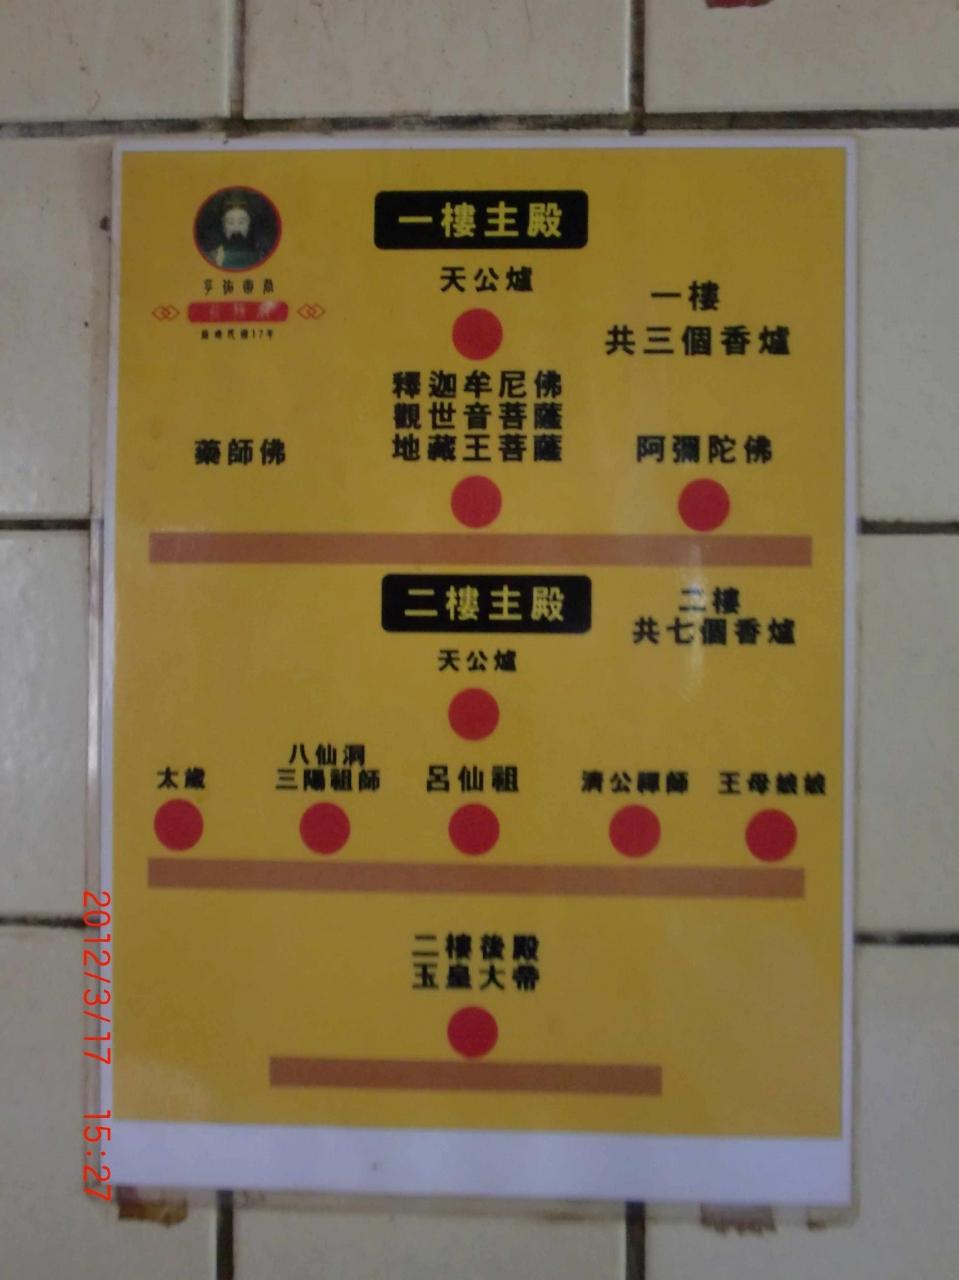 一樓主殿
天公爐
一樓
共三個香爐
釋迦牟尼佛
觀世音菩薩
地藏王菩薩
藥師佛
阿彌陀佛
二樓主殿
二樓
共七個香爐
天公爐
太歲
八仙洞
三陽祖師
呂仙祖
濟公禪師
王母娘娘
二樓後殿
玉皇大帝
2012/3/17 15:27